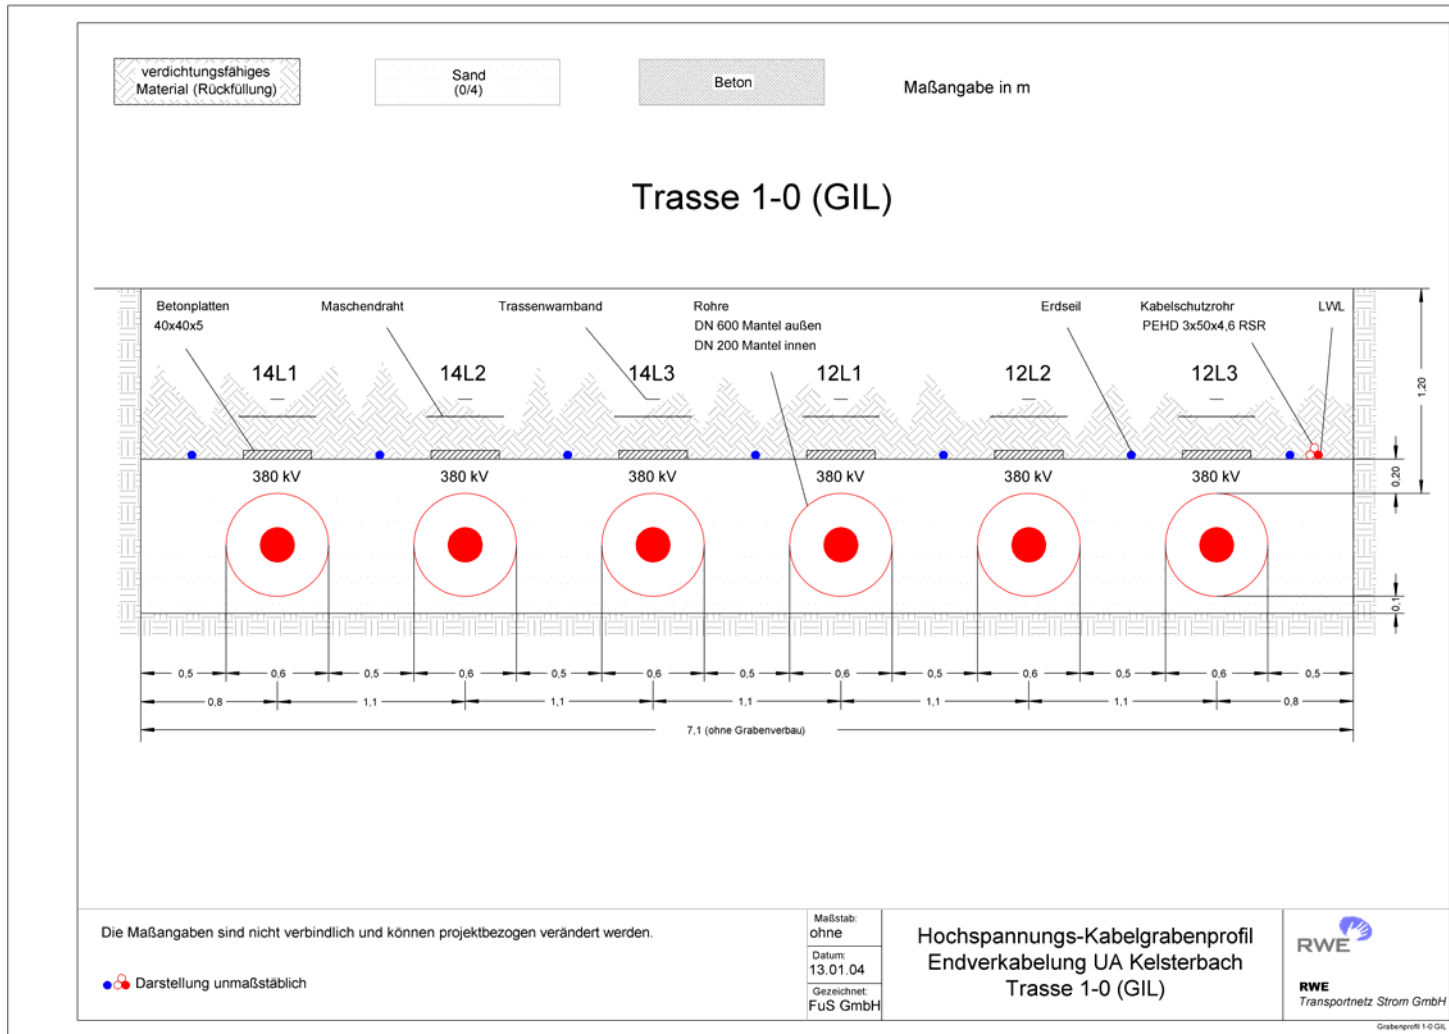 verdichtungsfähiges
Material (Rückfüllung)
Sand
(0/4)
Beton
Maßangabe in m
Trasse 1-0 (GIL)
Betonplatten
40x40x5
Maschendraht
Trassenwarnband
Rohre
DN 600 Mantel außen
DN 200 Mantel innen
Erdseil
Kabelschutzrohr
PEHD 3x50x4,6 RSR
LWL
14L1
14L2
14L3
12L1
12L2
12L3
1,20
380 kV
380 kV
380 kV
380 kV
380 kV
380 kV
0,20
0,1
0,5
0,6
0,5
0,6
0,5
0,6
0,5
0,6
0,5
0,6
0,5
0,6
0,5
0,8
1,1
1,1
1,1
1,1
1,1
0,8
7,1 (ohne Grabenverbau)
Die Maßangaben sind nicht verbindlich und können projektbezogen verändert werden.
Darstellung unmaßstäblich
Maßstab:
ohne
Datum:
13.01.04
Gezeichnet:
FuS GmbH
Hochspannungs-Kabelgrabenprofil
Endverkabelung UA Kelsterbach
Trasse 1-0 (GIL)
RWE
RWE
Transportnetz Strom GmbH
Grabenprofil 1-0 GIL